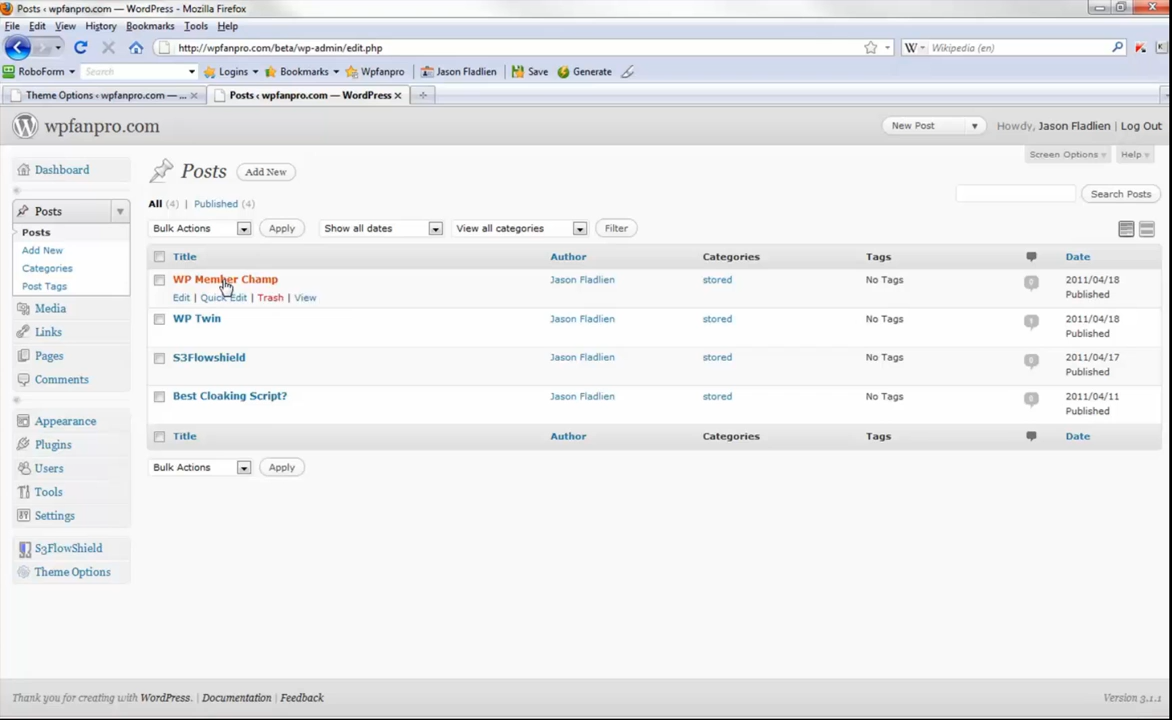 Posts ‹ wpfanpro.com — WordPress - Mozilla Firefox
File Edit View History Bookmarks Tools Help
http://wpfanpro.com/beta/wp-admin/edit.php
W Wikipedia (en)
RoboForm Search Logins Bookmarks Wpfanpro Jason Fladlien Save Generate
Theme Options ‹ wpfanpro.com — ... Posts ‹ wpfanpro.com — WordPress
wpfanpro.com New Post Howdy, Jason Fladlien | Log Out
Screen Options Help
Dashboard
Posts
Posts
Add New
Categories
Post Tags
Media
Links
Pages
Comments
Appearance
Plugins
Users
Tools
Settings
S3FlowShield
Theme Options
Posts Add New
All (4) | Published (4)
Search Posts
Bulk Actions Apply Show all dates View all categories Filter
Title Author Categories Tags Date
WP Member Champ Jason Fladlien stored No Tags 0 2011/04/18
Published
Edit | Quick Edit | Trash | View
WP Twin Jason Fladlien stored No Tags 2011/04/18
Published
S3Flowshield Jason Fladlien stored No Tags 0 2011/04/17
Published
Best Cloaking Script? Jason Fladlien stored No Tags 0 2011/04/11
Published
Title Author Categories Tags Date
Bulk Actions Apply
Thank you for creating with WordPress. | Documentation | Feedback
Version 3.1.1